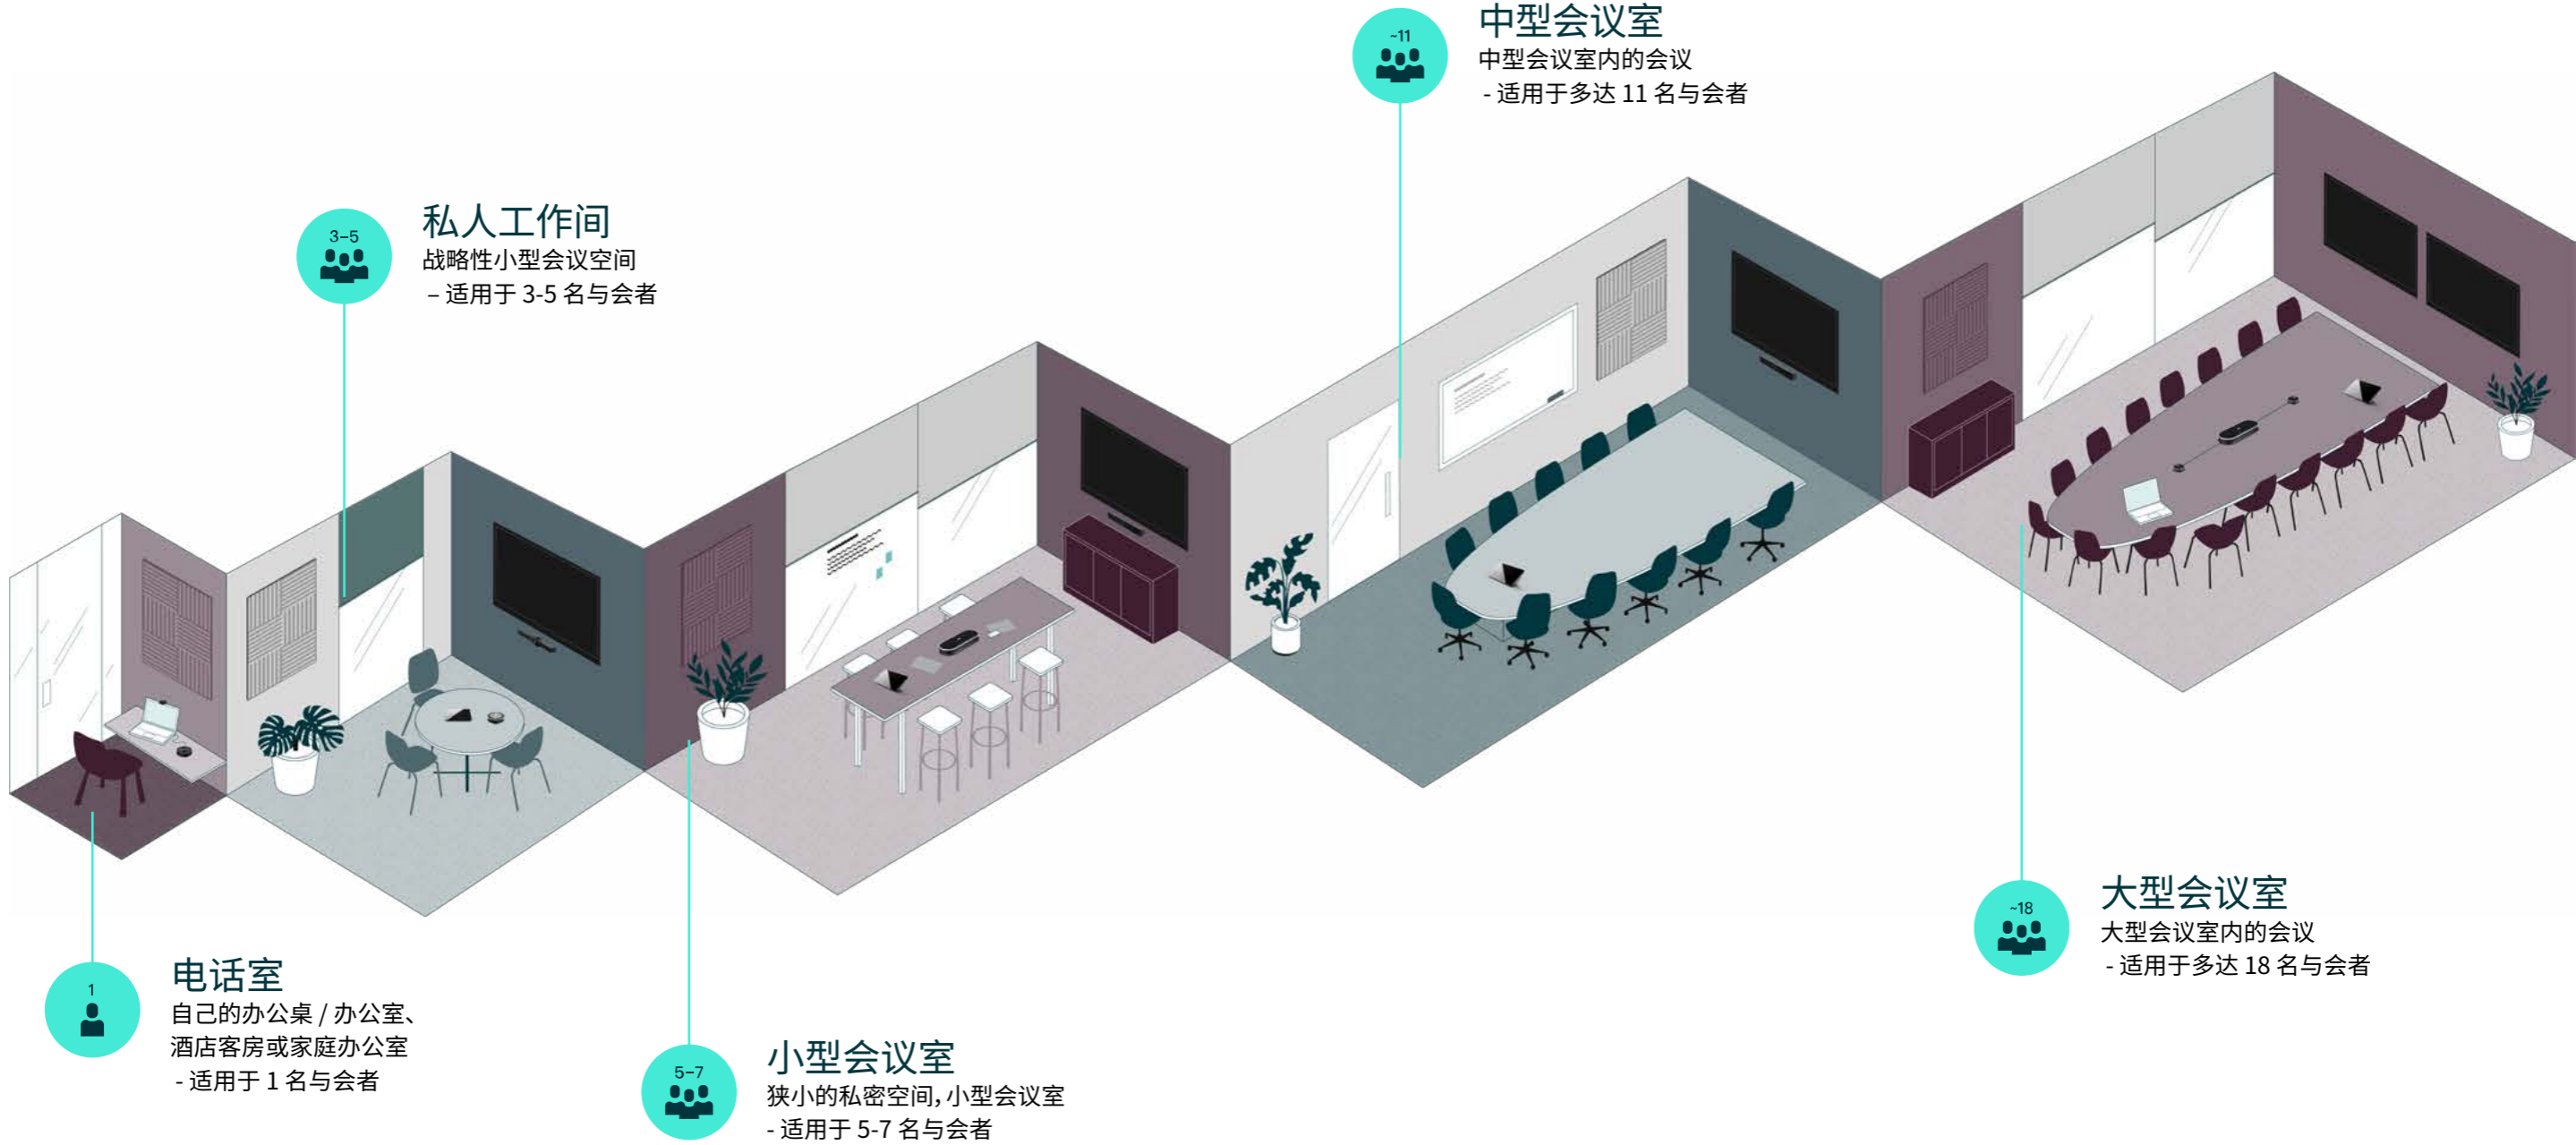 ~11
中型会议室
中型会议室内的会议
- 适用于多达 11 名与会者
3–5
私人工作间
战略性小型会议空间
– 适用于 3-5 名与会者
1
电话室
自己的办公桌 / 办公室、
酒店客房或家庭办公室
- 适用于 1 名与会者
5–7
小型会议室
狭小的私密空间, 小型会议室
- 适用于 5-7 名与会者
~18
大型会议室
大型会议室内的会议
- 适用于多达 18 名与会者